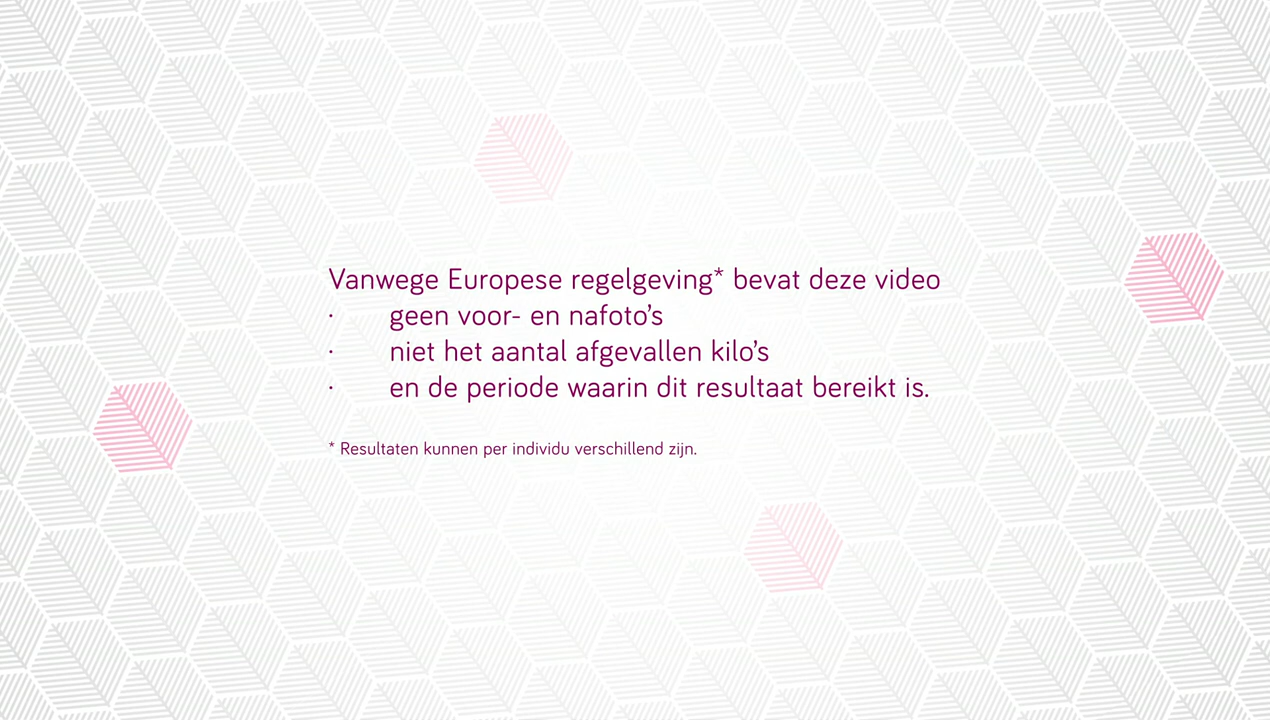 Vanwege Europese regelgeving* bevat deze video
· geen voor- en nafoto’s
· niet het aantal afgevallen kilo’s
· en de periode waarin dit resultaat bereikt is.
* Resultaten kunnen per individu verschillend zijn.